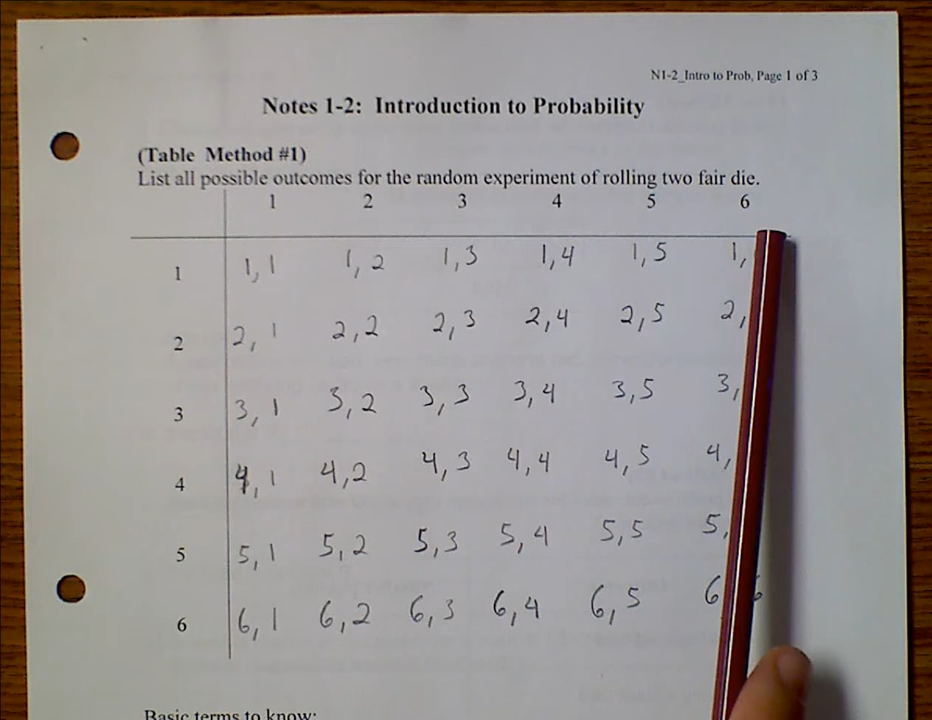 N1-2_Intro to Prob, Page 1 of 3
Notes 1-2: Introduction to Probability
(Table Method #1)
List all possible outcomes for the random experiment of rolling two fair die.
1 2 3 4 5 6
1 1,1 1,2 1,3 1,4 1,5 1,
2 2,1 2,2 2,3 2,4 2,5 2,
3 3,1 3,2 3,3 3,4 3,5 3,
4 4,1 4,2 4,3 4,4 4,5 4,
5 5,1 5,2 5,3 5,4 5,5 5,
6 6,1 6,2 6,3 6,4 6,5 6
Basic terms to know: